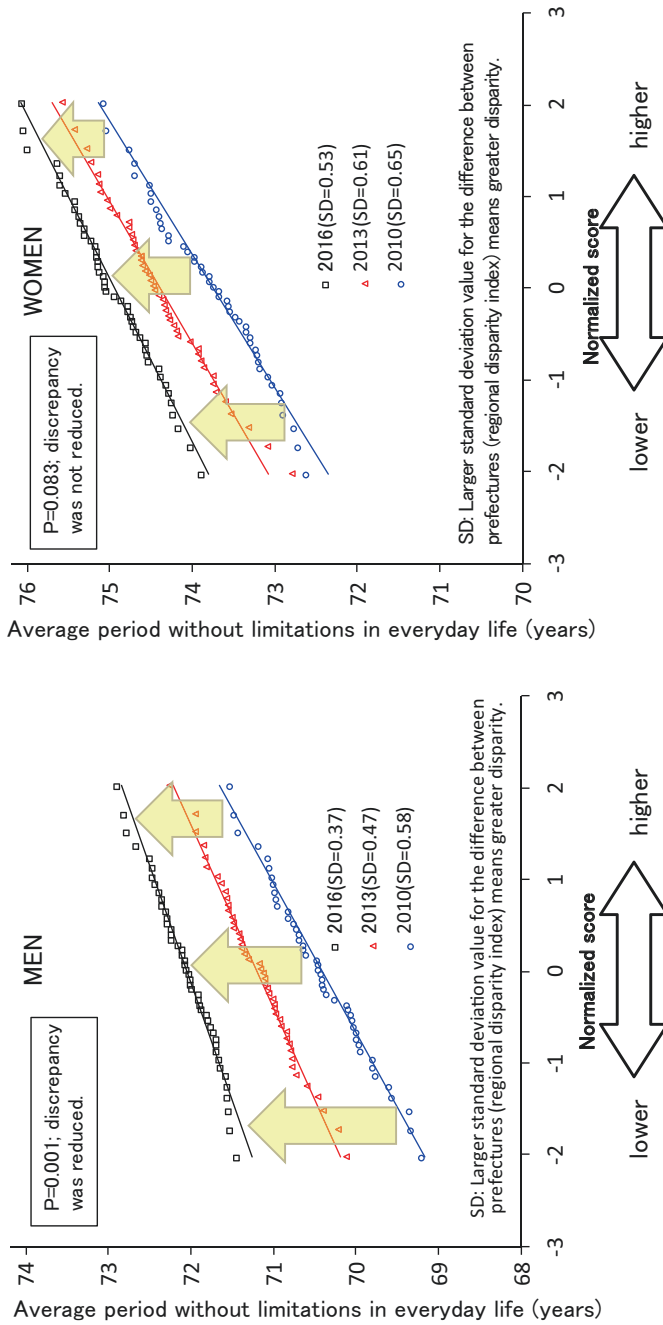 MEN
P=0.001; discrepancy
was reduced.
Average period without limitations in everyday life (years)
74
73
72
71
70
69
68
2016(SD=0.37)
2013(SD=0.47)
2010(SD=0.58)
SD: Larger standard deviation value for the difference between
prefectures (regional disparity index) means greater disparity.
-3
-2
-1
0
1
2
3
Normalized score
lower
higher
WOMEN
P=0.083; discrepancy
was not reduced.
Average period without limitations in everyday life (years)
76
75
74
73
72
71
70
2016(SD=0.53)
2013(SD=0.61)
2010(SD=0.65)
SD: Larger standard deviation value for the difference between
prefectures (regional disparity index) means greater disparity.
-3
-2
-1
0
1
2
3
Normalized score
lower
higher